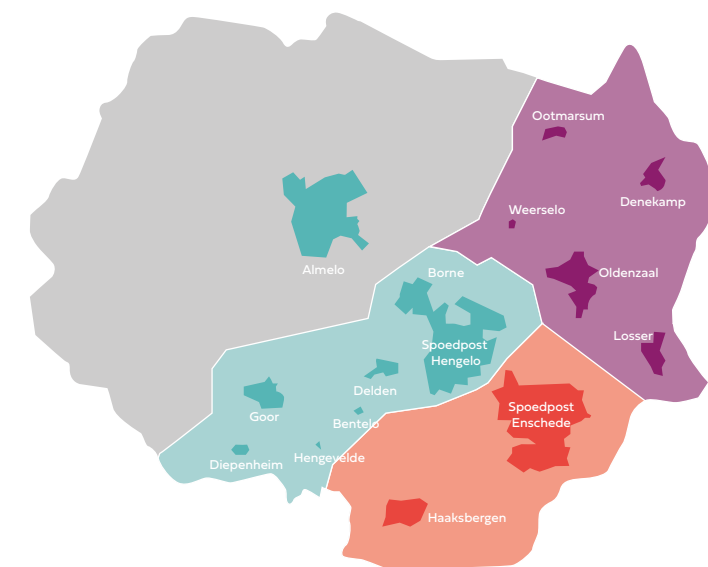 Ootmarsum
Denekamp
Weerselo
Almelo
Borne
Oldenzaal
Losser
Spoedpost
Hengelo
Delden
Spoedpost
Enschede
Goor
Bentelo
Diepenheim
Hengevelde
Haaksbergen